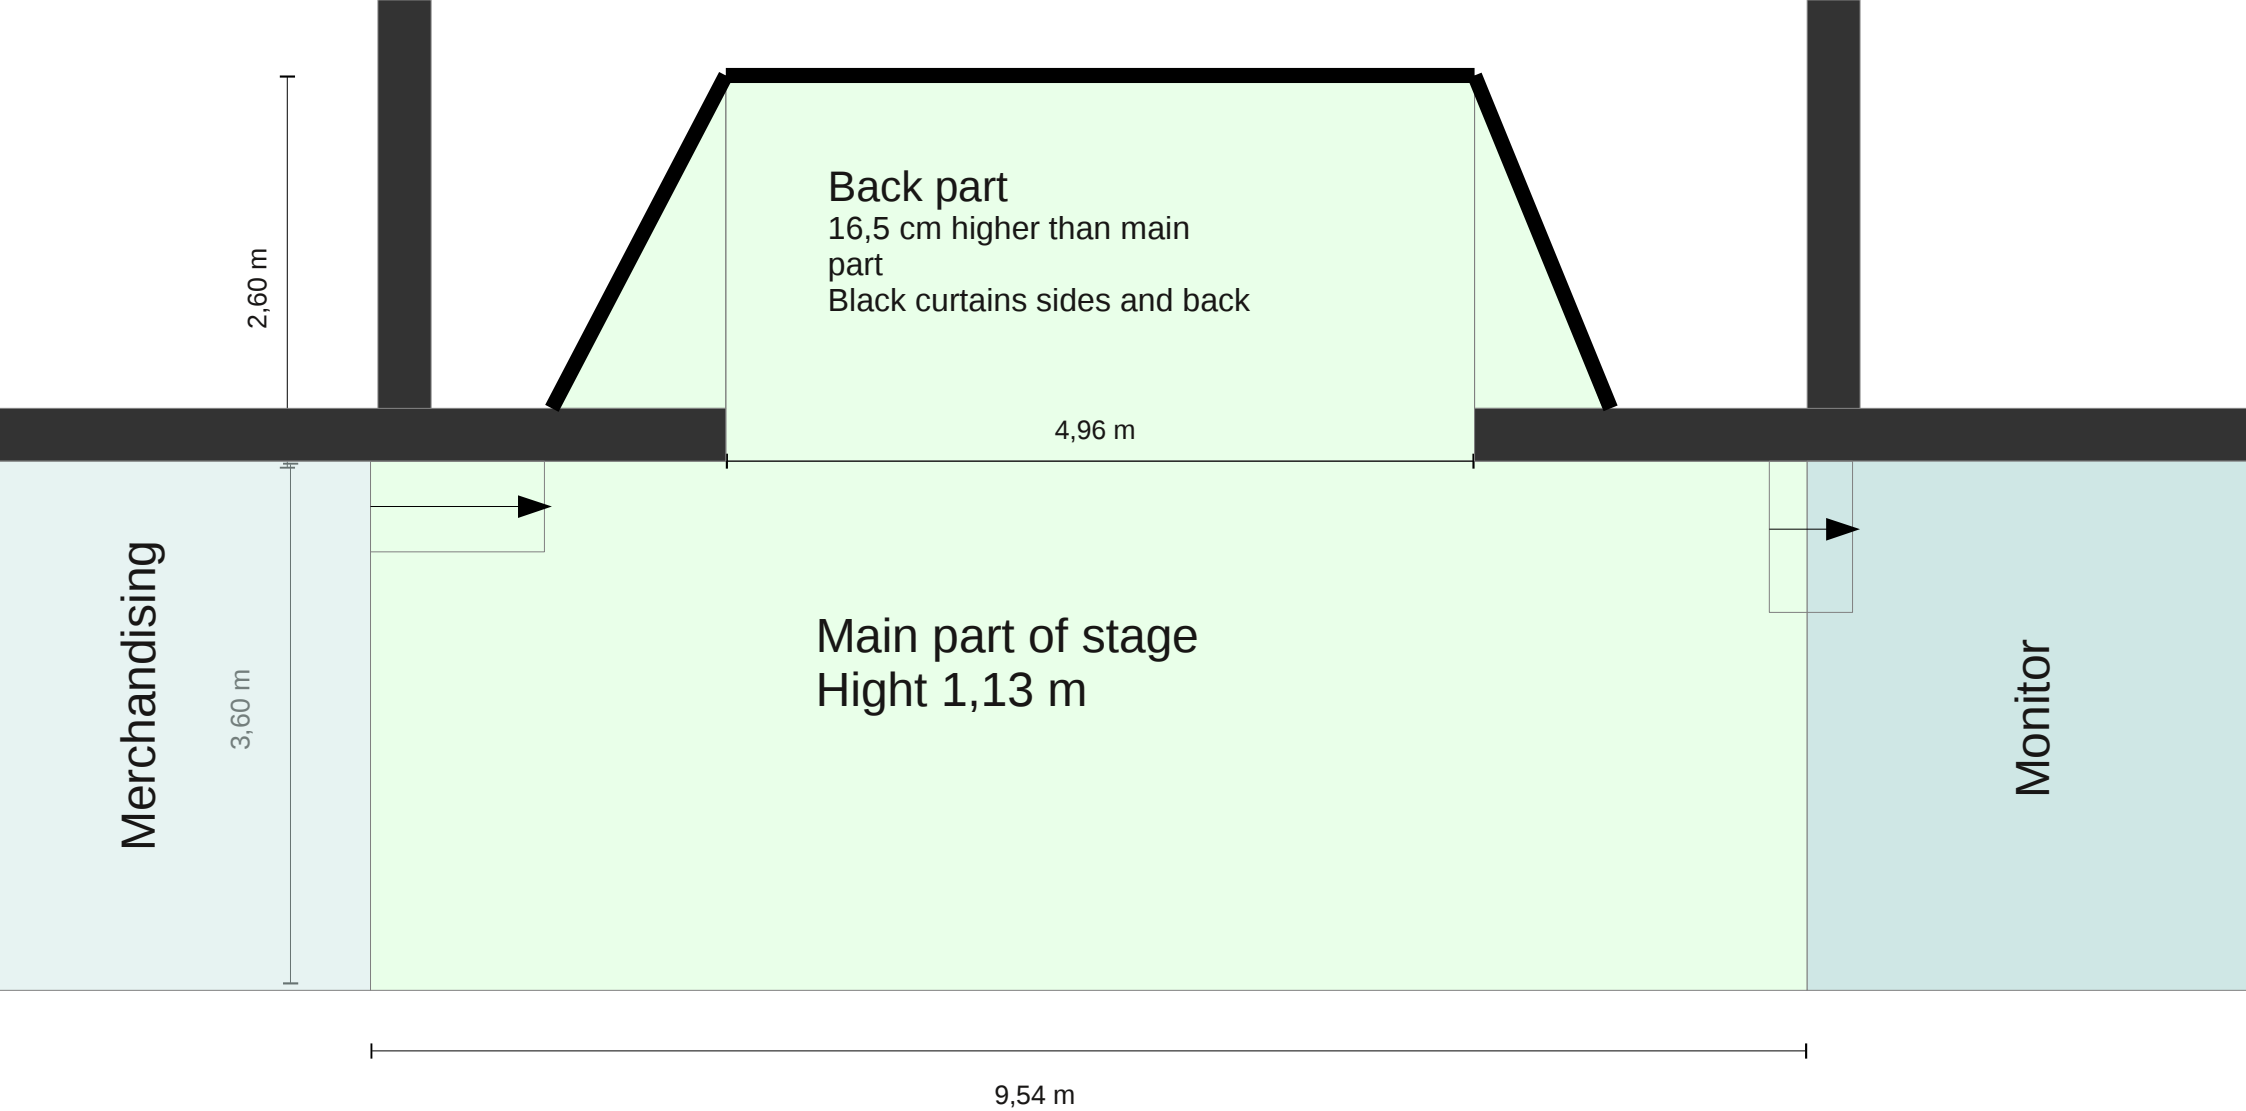 Back part
16,5 cm higher than main
part
Black curtains sides and back
2,60 m
4,96 m
Merchandising
3,60 m
Main part of stage
Hight 1,13 m
Monitor
9,54 m